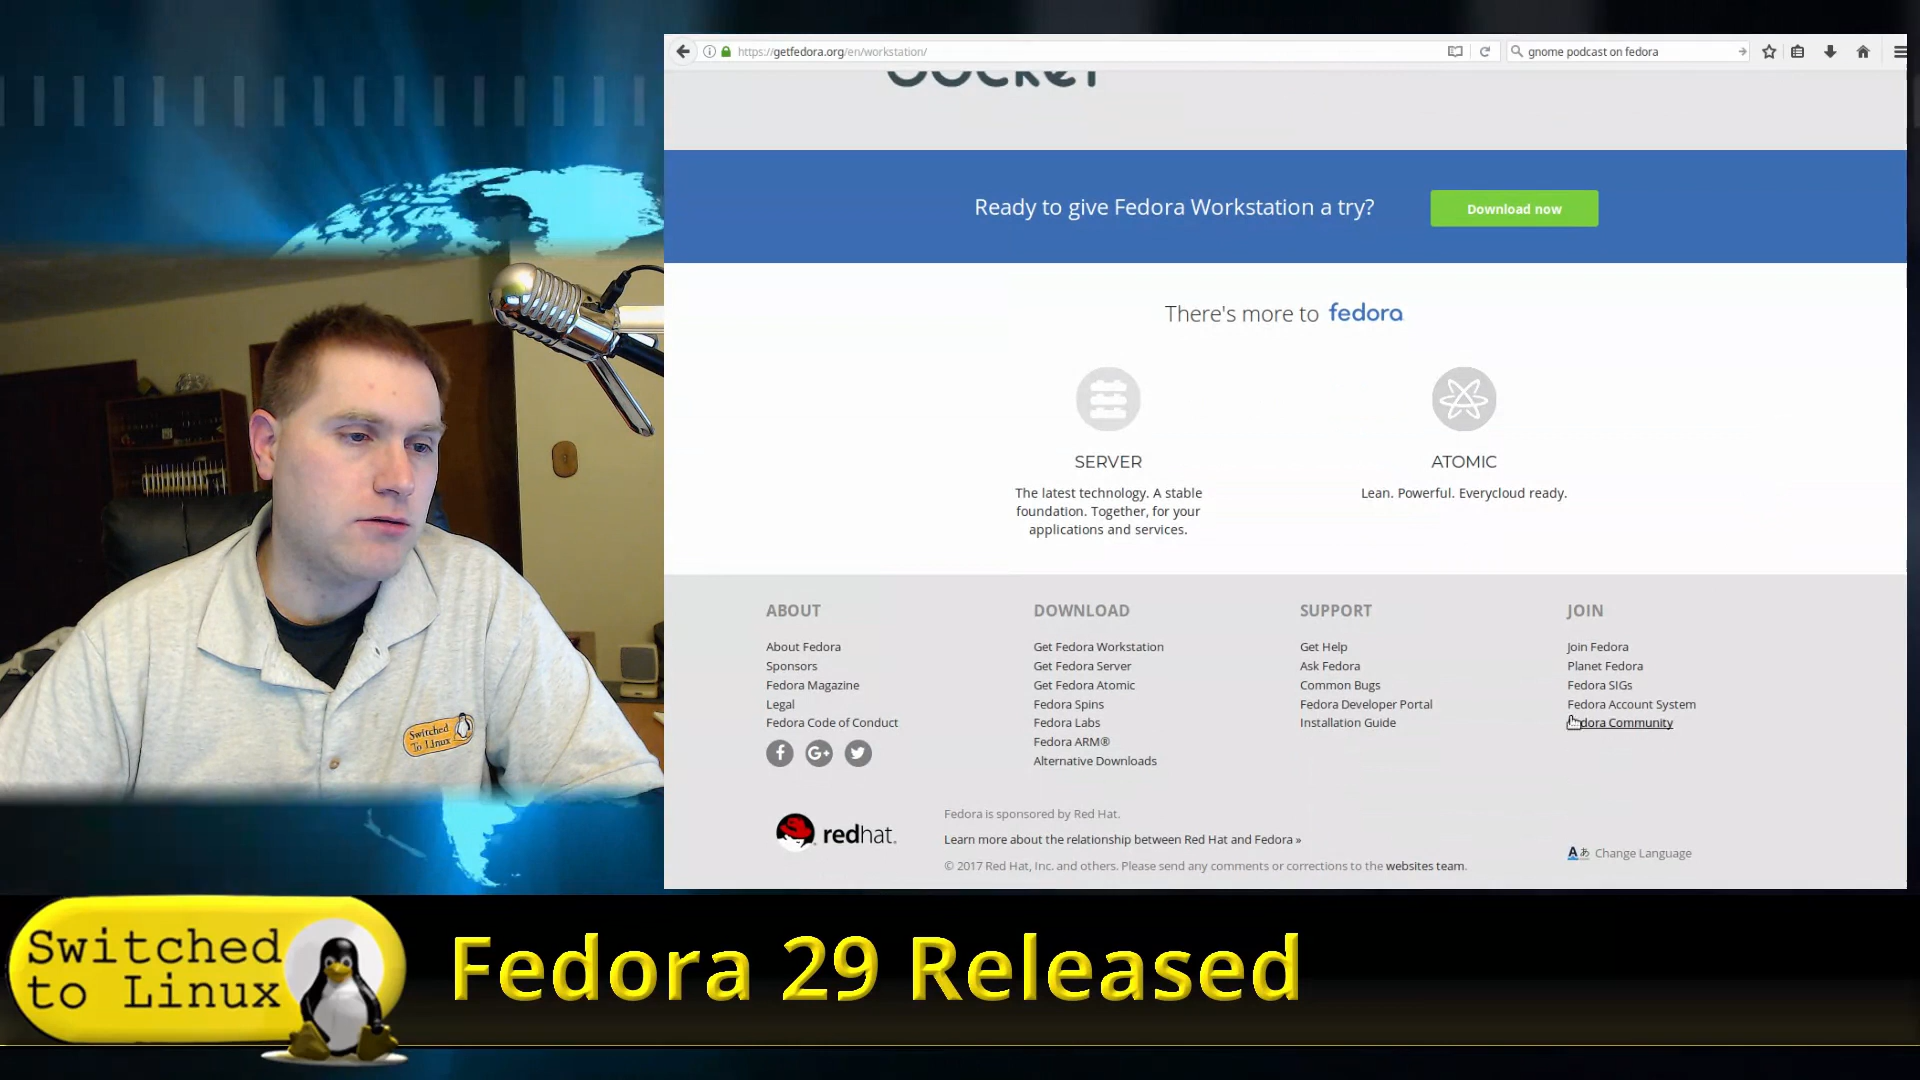 https://getfedora.org/en/workstation/
gnome podcast on fedora
Ready to give Fedora Workstation a try?
Download now
There's more to fedora
SERVER
The latest technology. A stable
foundation. Together, for your
applications and services.
ATOMIC
Lean. Powerful. Everycloud ready.
ABOUT
About Fedora
Sponsors
Fedora Magazine
Legal
Fedora Code of Conduct
f G+
DOWNLOAD
Get Fedora Workstation
Get Fedora Server
Get Fedora Atomic
Fedora Spins
Fedora Labs
Fedora ARM®
Alternative Downloads
SUPPORT
Get Help
Ask Fedora
Common Bugs
Fedora Developer Portal
Installation Guide
JOIN
Join Fedora
Planet Fedora
Fedora SIGs
Fedora Account System
Fedora Community
redhat.
Fedora is sponsored by Red Hat.
Learn more about the relationship between Red Hat and Fedora »
© 2017 Red Hat, Inc. and others. Please send any comments or corrections to the websites team.
Aあ Change Language
Switched
To Linux
Switched
to Linux
Fedora 29 Released